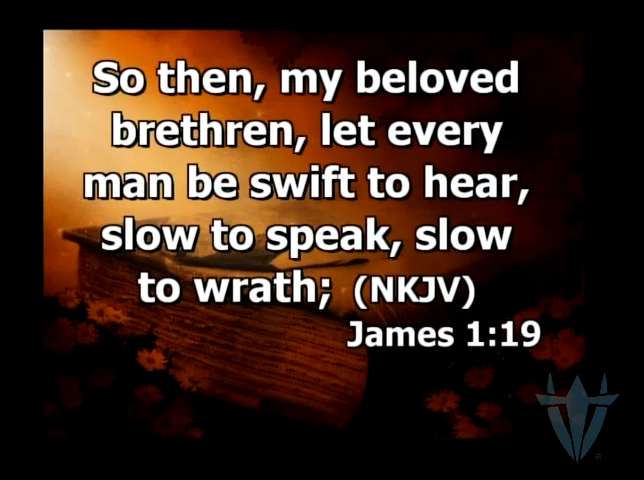 So then, my beloved
brethren, let every
man be swift to hear,
slow to speak, slow
to wrath; (NKJV)
James 1:19